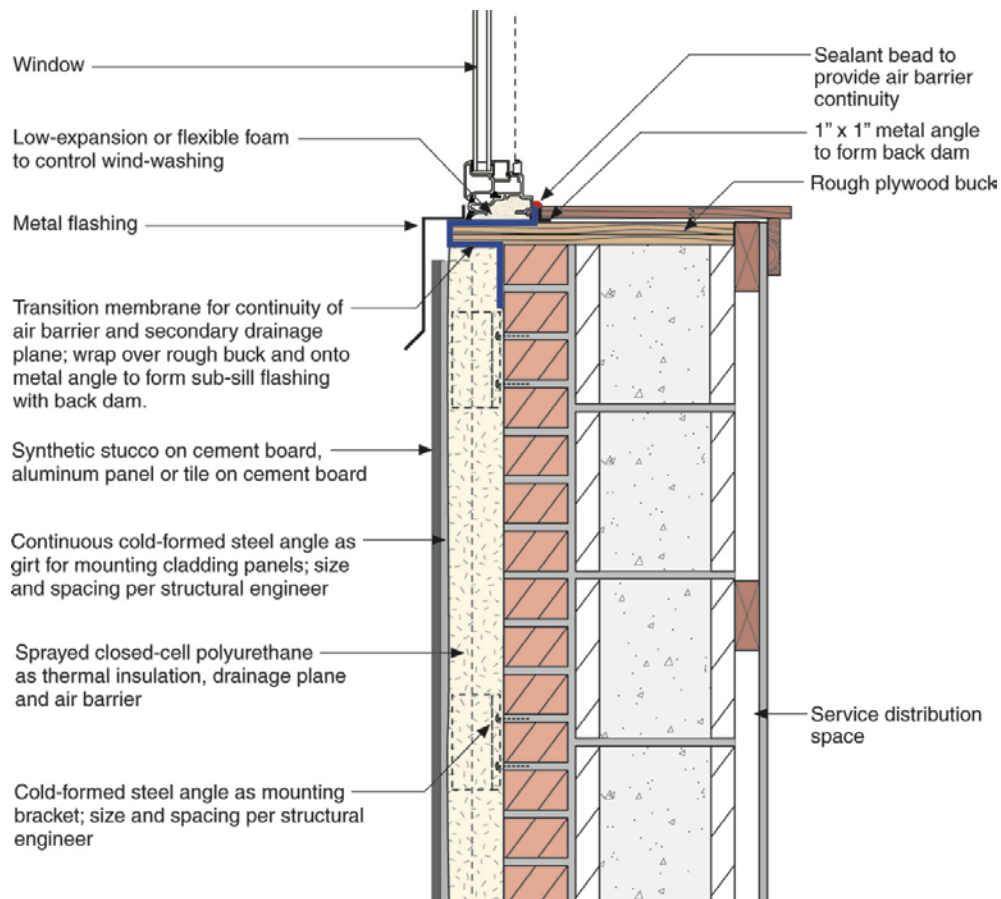 Window
Low-expansion or flexible foam
to control wind-washing
Metal flashing
Transition membrane for continuity of
air barrier and secondary drainage
plane; wrap over rough buck and onto
metal angle to form sub-sill flashing
with back dam.
Synthetic stucco on cement board,
aluminum panel or tile on cement board
Continuous cold-formed steel angle as
girt for mounting cladding panels; size
and spacing per structural engineer
Sprayed closed-cell polyurethane
as thermal insulation, drainage plane
and air barrier
Cold-formed steel angle as mounting
bracket; size and spacing per structural
engineer
Sealant bead to
provide air barrier
continuity
1” x 1” metal angle
to form back dam
Rough plywood buck
Service distribution
space